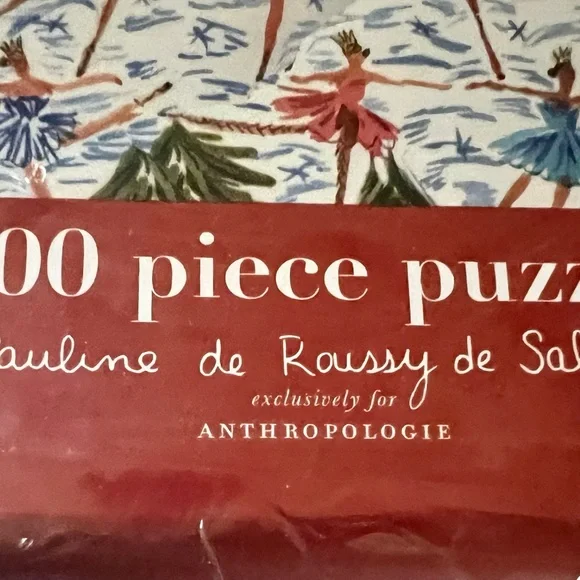 00 piece puzz
auline de Roussy de Sal
exclusively for
ANTHROPOLOGIE